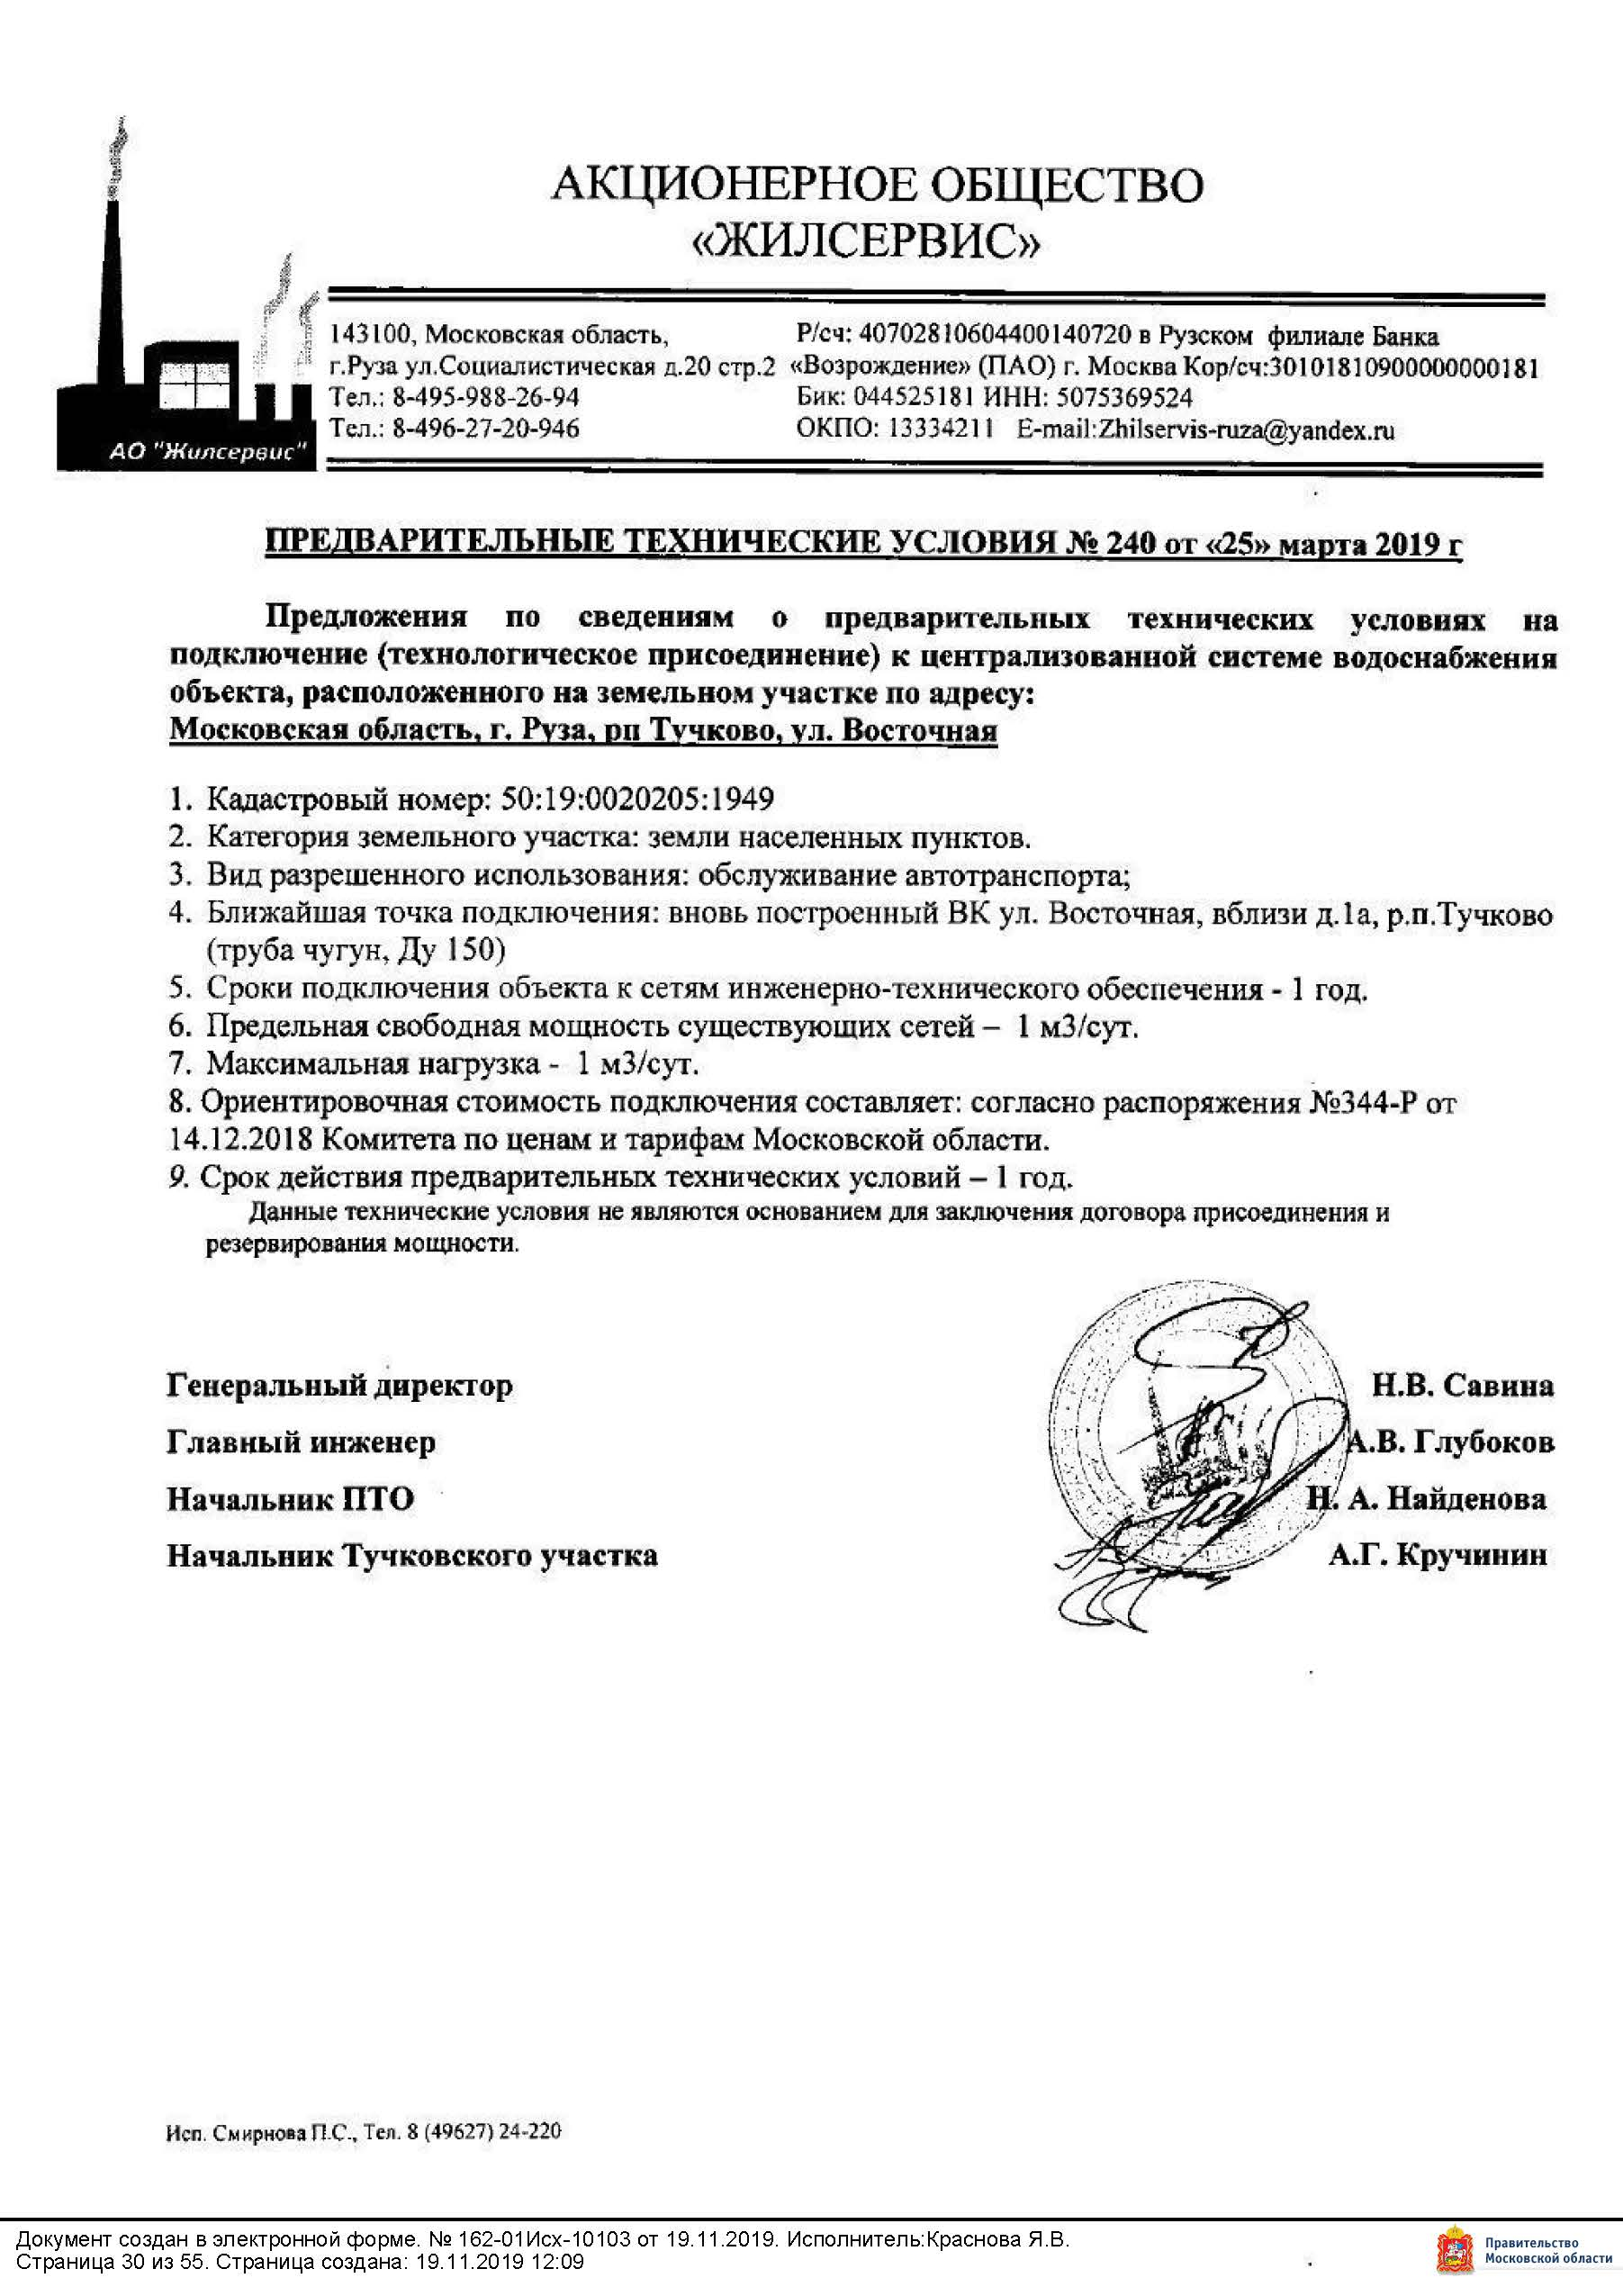 АКЦИОНЕРНОЕ ОБЩЕСТВО
«ЖИЛСЕРВИС»
143100, Московская область,
г.Руза ул.Социалистическая д.20 стр.2
Тел.: 8-495-988-26-94
Тел.: 8-496-27-20-946
Р/сч: 40702810604400140720 в Рузском филиале Банка
«Возрождение» (ПАО) г. Москва Кор/сч:30101810900000000181
Бик: 044525181 ИНН: 5075369524
ОКПО: 13334211 E-mail:Zhilservis-ruza@yandex.ru
АО "Жилсервис"
ПРЕДВАРИТЕЛЬНЫЕ ТЕХНИЧЕСКИЕ УСЛОВИЯ № 240 от «25» марта 2019 г
Предложения по сведениям о предварительных технических условиях на
подключение (технологическое присоединение) к централизованной системе водоснабжения
объекта, расположенного на земельном участке по адресу:
Московская область, г. Руза, рп Тучково, ул. Восточная
1. Кадастровый номер: 50:19:0020205:1949
2. Категория земельного участка: земли населенных пунктов.
3. Вид разрешенного использования: обслуживание автотранспорта;
4. Ближайшая точка подключения: вновь построенный ВК ул. Восточная, вблизи д.1а, р.п.Тучково
(труба чугун, Ду 150)
5. Сроки подключения объекта к сетям инженерно-технического обеспечения - 1 год.
6. Предельная свободная мощность существующих сетей – 1 м3/сут.
7. Максимальная нагрузка - 1 м3/сут.
8. Ориентировочная стоимость подключения составляет: согласно распоряжения №344-Р от
14.12.2018 Комитета по ценам и тарифам Московской области.
9. Срок действия предварительных технических условий – 1 год.
Данные технические условия не являются основанием для заключения договора присоединения и
резервирования мощности.
Генеральный директор Н.В. Савина
Главный инженер А.В. Глубоков
Начальник ПТО Н. А. Найденова
Начальник Тучковского участка А.Г. Кручинин
Исп. Смирнова П.С., Тел. 8 (49627) 24-220
Документ создан в электронной форме. № 162-01Исх-10103 от 19.11.2019. Исполнитель:Краснова Я.В.
Страница 30 из 55. Страница создана: 19.11.2019 12:09
Правительство
Московской области